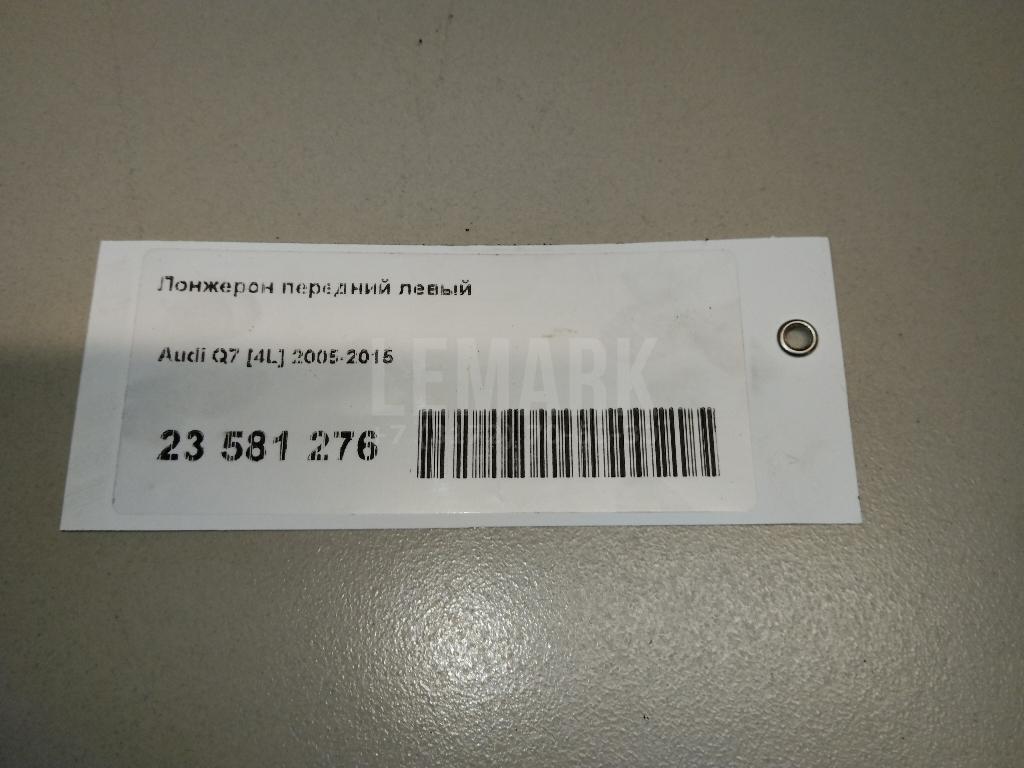 Лонжерон передний левый
Audi Q7 [4L] 2005-2015
LEMARK
23 581 276